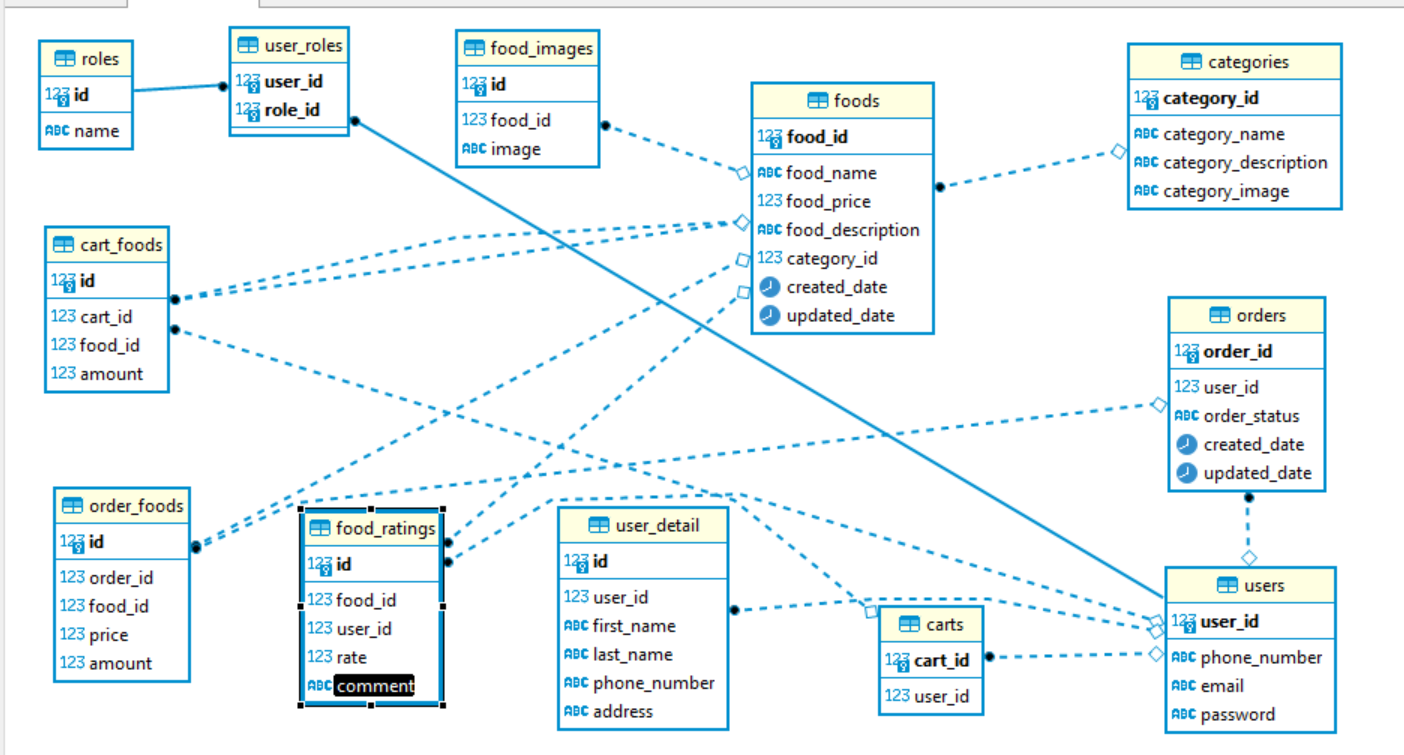 roles
123 id
ABC name
user_roles
123 user_id
123 role_id
food_images
123 id
123 food_id
ABC image
foods
123 food_id
ABC food_name
123 food_price
ABC food_description
123 category_id
created_date
updated_date
categories
123 category_id
ABC category_name
ABC category_description
ABC category_image
cart_foods
123 id
123 cart_id
123 food_id
123 amount
orders
123 order_id
123 user_id
ABC order_status
created_date
updated_date
order_foods
123 id
123 order_id
123 food_id
123 price
123 amount
food_ratings
123 id
123 food_id
123 user_id
123 rate
ABC comment
user_detail
123 id
123 user_id
ABC first_name
ABC last_name
ABC phone_number
ABC address
carts
123 cart_id
123 user_id
users
123 user_id
ABC phone_number
ABC email
ABC password